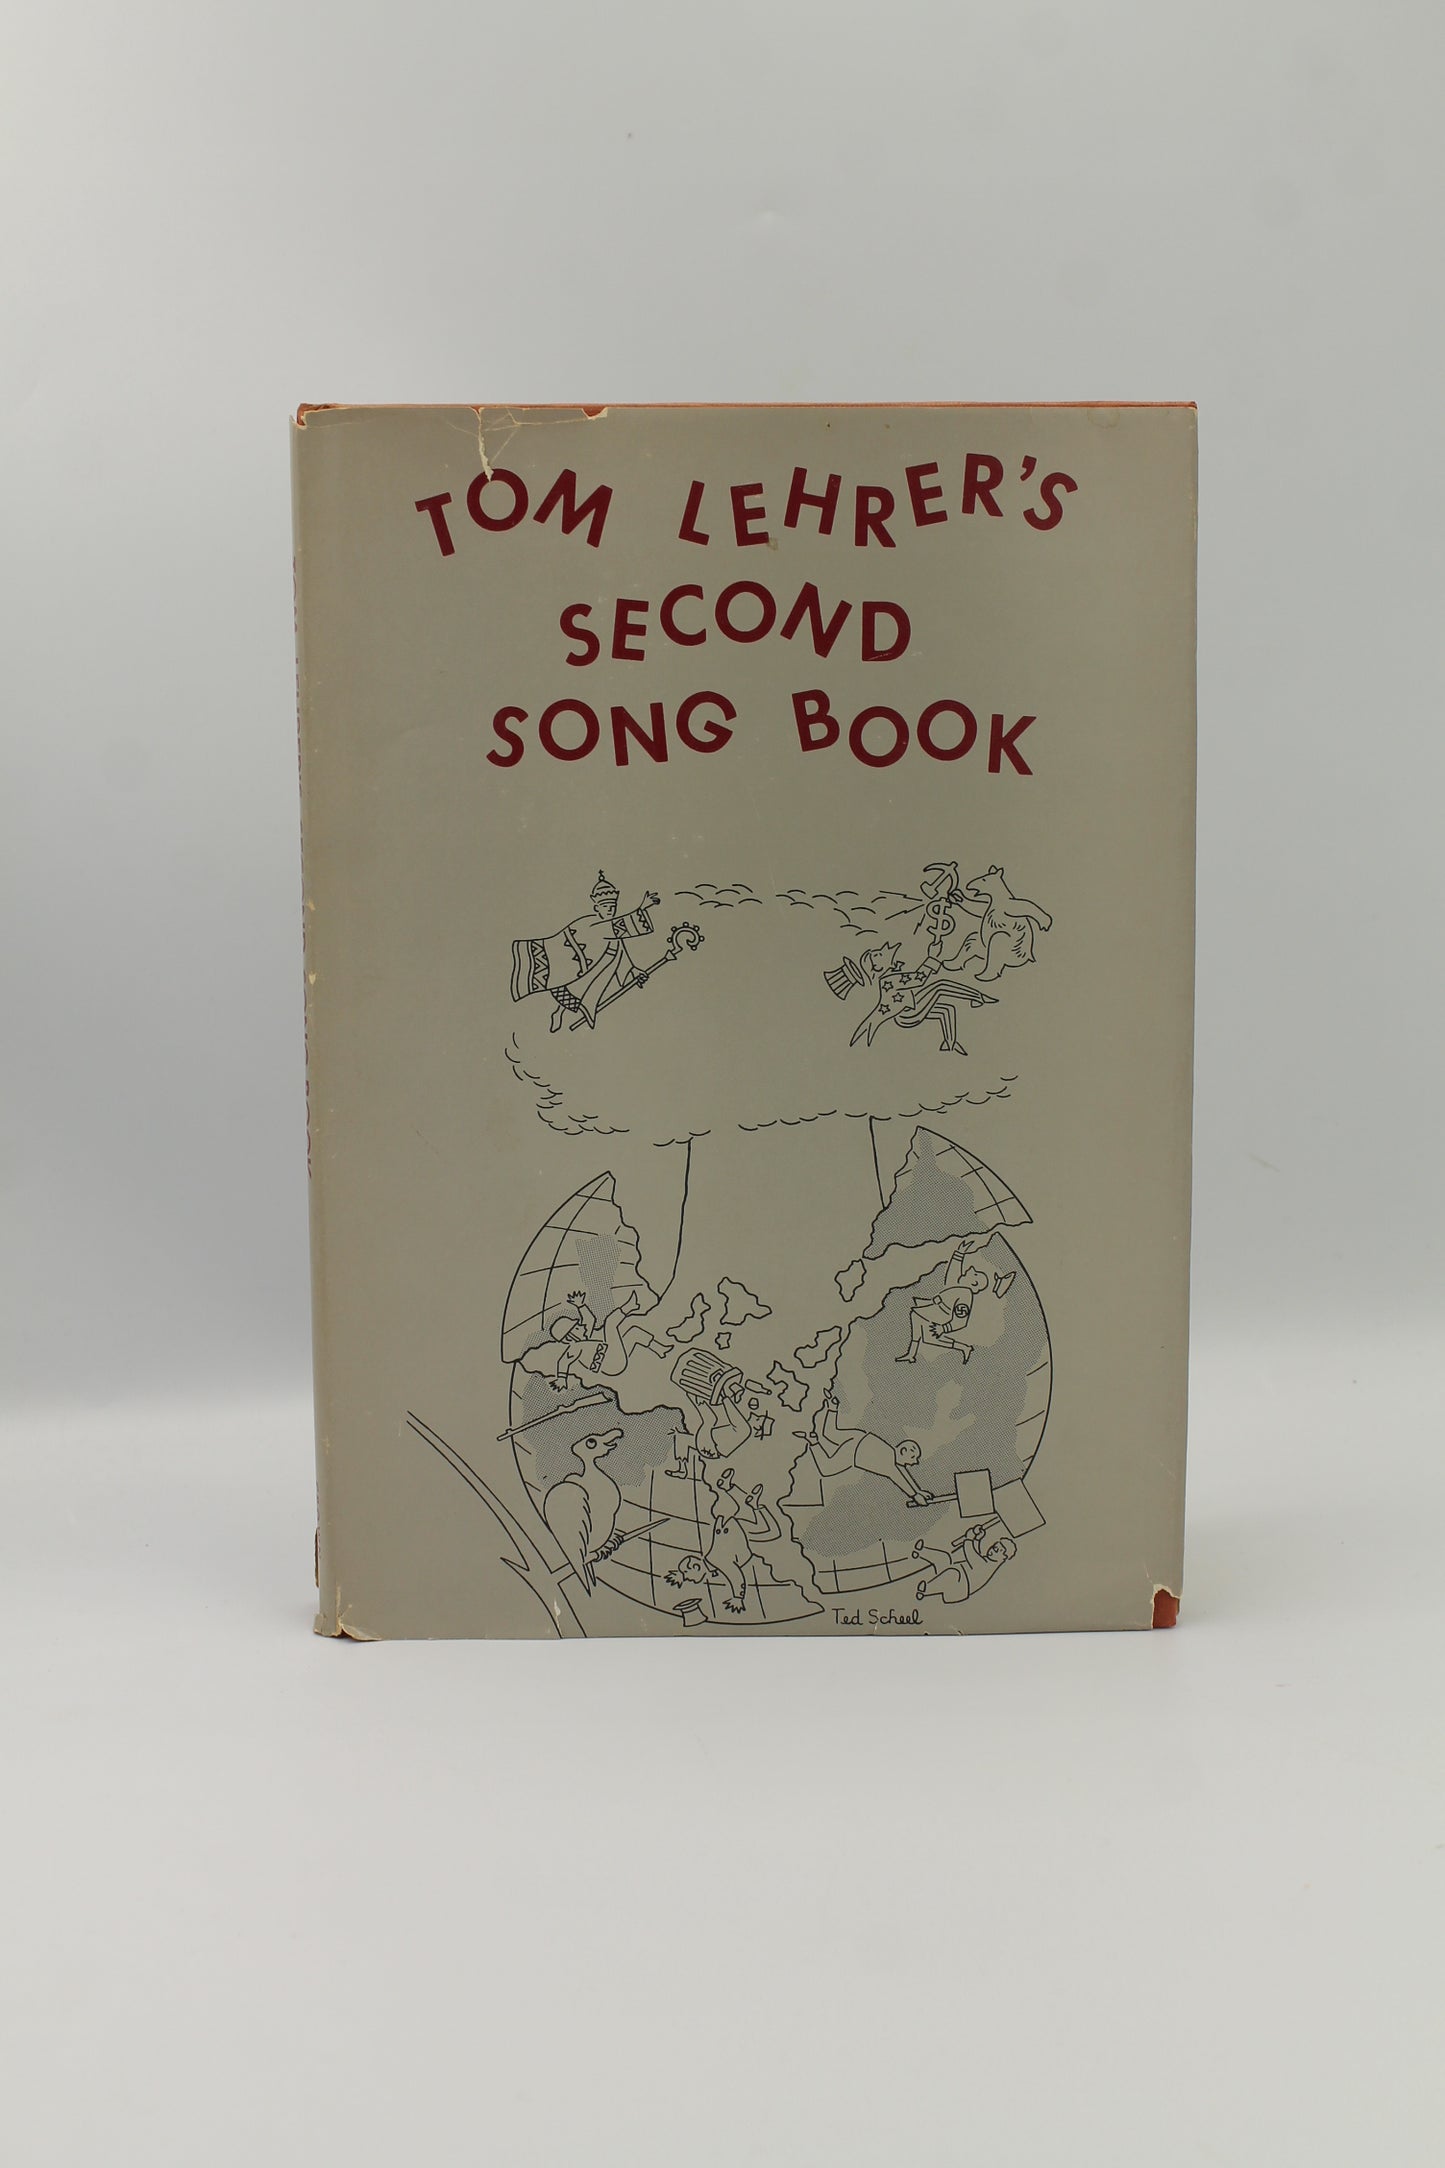 TOM LEHRER'S
SECOND
SONG BOOK
$
Ted Scheel